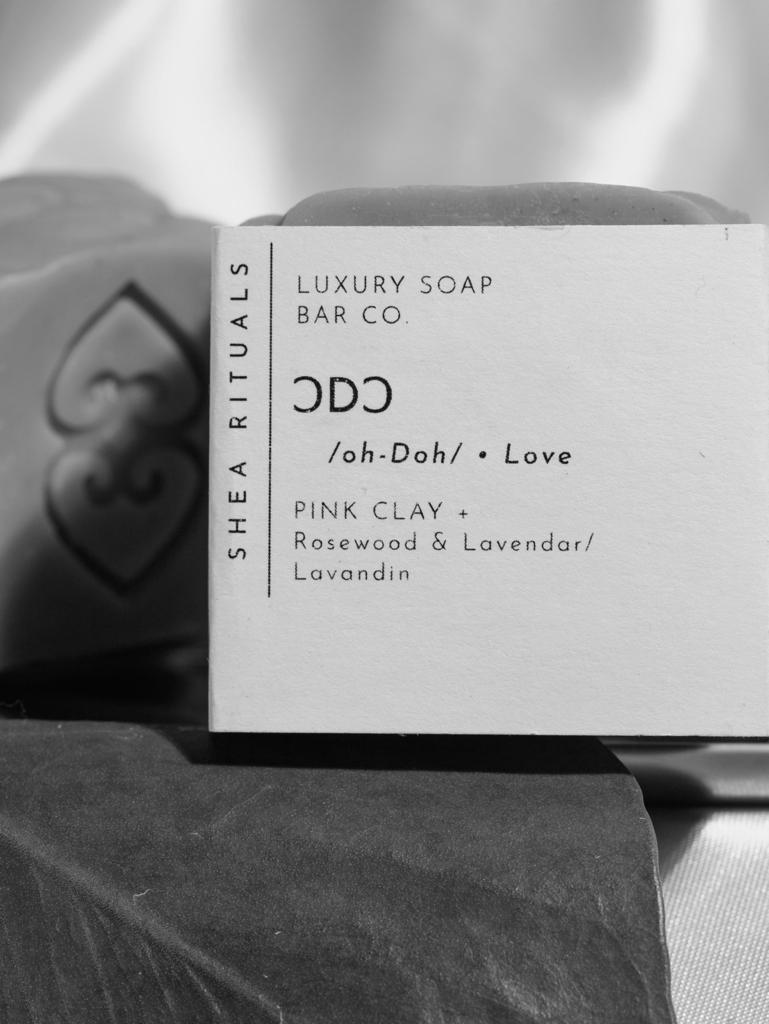 SHEA RITUALS
LUXURY SOAP
BAR CO.
ƆDƆ
/oh-Doh/ • Love
PINK CLAY +
Rosewood & Lavendar/
Lavandin